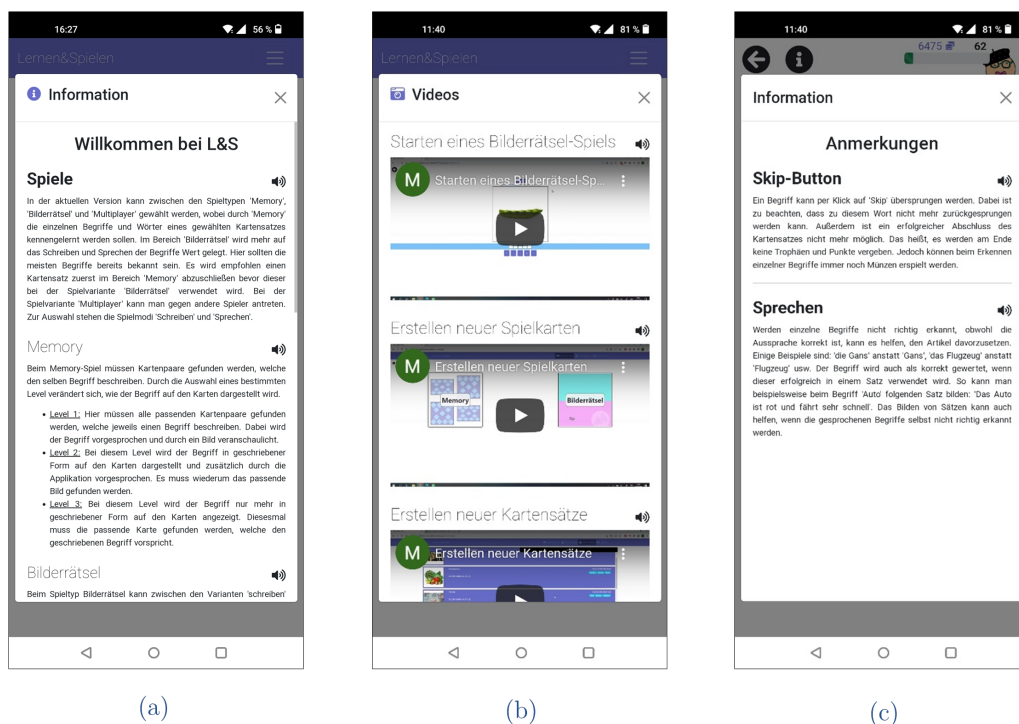 16:27
56 %
Lernen&Spielen
Information
Willkommen bei L&S
Spiele
In der aktuellen Version kann zwischen den Spieltypen 'Memory',
'Bilderrätsel' und 'Multiplayer' gewählt werden, wobei durch 'Memory'
die einzelnen Begriffe und Wörter eines gewählten Kartensatzes
kennengelernt werden sollen. Im Bereich 'Bilderrätsel' wird mehr auf
das Schreiben und Sprechen der Begriffe Wert gelegt. Hier sollten die
meisten Begriffe bereits bekannt sein. Es wird empfohlen einen
Kartensatz zuerst im Bereich 'Memory' abzuschließen bevor dieser
bei der Spielvariante 'Bilderrätsel' verwendet wird. Bei der
Spielvariante 'Multiplayer' kann man gegen andere Spieler antreten.
Zur Auswahl stehen die Spielmodi 'Schreiben' und 'Sprechen'.
Memory
Beim Memory-Spiel müssen Kartenpaare gefunden werden, welche
den selben Begriff beschreiben. Durch die Auswahl eines bestimmten
Level verändert sich, wie der Begriff auf den Karten dargestellt wird.
• Level 1: Hier müssen alle passenden Kartenpaare gefunden
werden, welche jeweils einen Begriff beschreiben. Dabei wird
der Begriff vorgesprochen und durch ein Bild veranschaulicht.
• Level 2: Bei diesem Level wird der Begriff in geschriebener
Form auf den Karten dargestellt und zusätzlich durch die
Applikation vorgesprochen. Es muss wiederum das passende
Bild gefunden werden.
• Level 3: Bei diesem Level wird der Begriff nur mehr in
geschriebener Form auf den Karten angezeigt. Diesesmal
muss die passende Karte gefunden werden, welche den
geschriebenen Begriff vorspricht.
Bilderrätsel
Beim Spieltyp Bilderrätsel kann zwischen den Varianten 'schreiben'
(a)
11:40
81 %
Lernen&Spielen
Videos
Starten eines Bilderrätsel-Spiels
M
Starten eines Bilderrätsel-Sp...
Erstellen neuer Spielkarten
M
Erstellen neuer Spielkarten
Memory
Bilderrätsel
Erstellen neuer Kartensätze
M
Erstellen neuer Kartensätze
(b)
11:40
81 %
6475
62
Information
Anmerkungen
Skip-Button
Ein Begriff kann per Klick auf 'Skip' übersprungen werden. Dabei ist
zu beachten, dass zu diesem Wort nicht mehr zurückgesprungen
werden kann. Außerdem ist ein erfolgreicher Abschluss des
Kartensatzes nicht mehr möglich. Das heißt, es werden am Ende
keine Trophäen und Punkte vergeben. Jedoch können beim Erkennen
einzelner Begriffe immer noch Münzen erspielt werden.
Sprechen
Werden einzelne Begriffe nicht richtig erkannt, obwohl die
Aussprache korrekt ist, kann es helfen, den Artikel davorzusetzen.
Einige Beispiele sind: 'die Gans' anstatt 'Gans', 'das Flugzeug' anstatt
'Flugzeug' usw. Der Begriff wird auch als korrekt gewertet, wenn
dieser erfolgreich in einem Satz verwendet wird. So kann man
beispielsweise beim Begriff 'Auto' folgenden Satz bilden: 'Das Auto
ist rot und fährt sehr schnell'. Das Bilden von Sätzen kann auch
helfen, wenn die gesprochenen Begriffe selbst nicht richtig erkannt
werden.
(c)